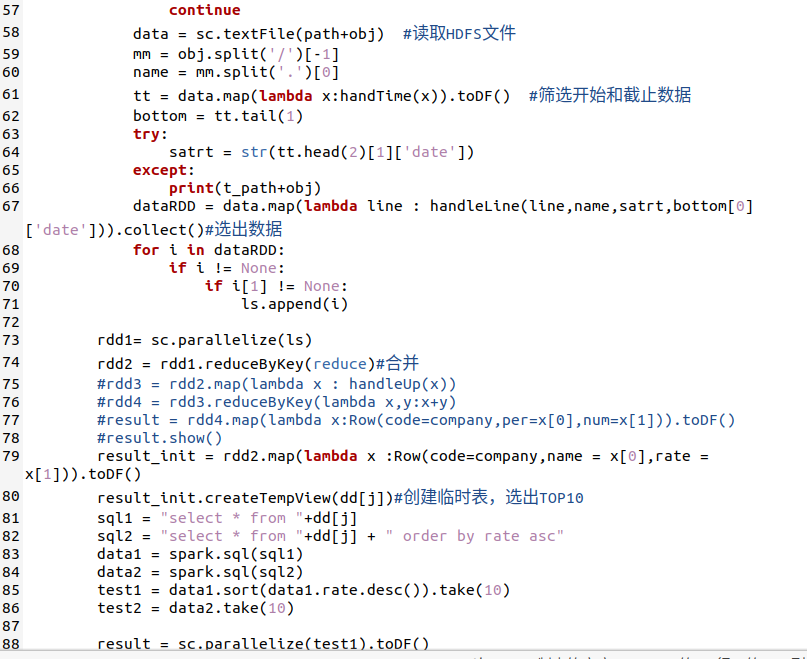 57 continue
58 data = sc.textFile(path+obj) #读取HDFS文件
59 mm = obj.split('/')[-1]
60 name = mm.split('.')[0]
61 tt = data.map(lambda x:handTime(x)).toDF() #筛选开始和截止数据
62 bottom = tt.tail(1)
63 try:
64 satrt = str(tt.head(2)[1]['date'])
65 except:
66 print(t_path+obj)
67 dataRDD = data.map(lambda line : handleLine(line,name,satrt,bottom[0]
['date'])).collect()#选出数据
68 for i in dataRDD:
69 if i != None:
70 if i[1] != None:
71 ls.append(i)
72
73 rdd1= sc.parallelize(ls)
74 rdd2 = rdd1.reduceByKey(reduce)#合并
75 #rdd3 = rdd2.map(lambda x : handleUp(x))
76 #rdd4 = rdd3.reduceByKey(lambda x,y:x+y)
77 #result = rdd4.map(lambda x:Row(code=company,per=x[0],num=x[1])).toDF()
78 #result.show()
79 result_init = rdd2.map(lambda x :Row(code=company,name = x[0],rate =
x[1])).toDF()
80 result_init.createTempView(dd[j])#创建临时表，选出TOP10
81 sql1 = "select * from "+dd[j]
82 sql2 = "select * from "+dd[j] + " order by rate asc"
83 data1 = spark.sql(sql1)
84 data2 = spark.sql(sql2)
85 test1 = data1.sort(data1.rate.desc()).take(10)
86 test2 = data2.take(10)
87
88 result = sc.parallelize(test1).toDF()